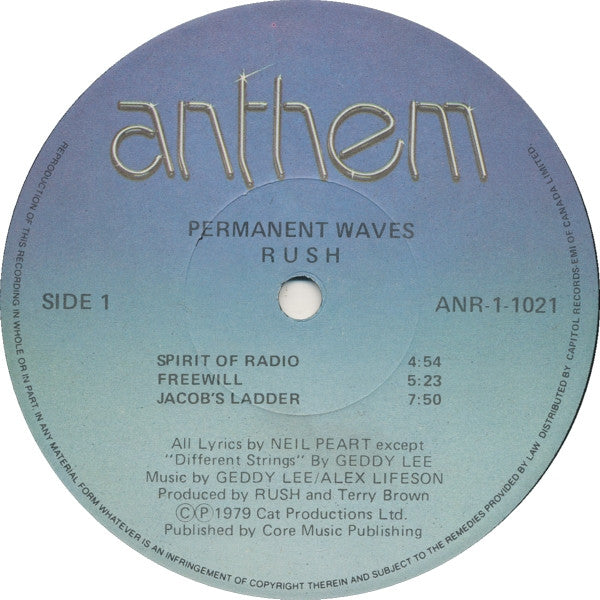 anthem
PERMANENT WAVES
RUSH
SIDE 1
ANR-1-1021
SPIRIT OF RADIO 4:54
FREEWILL 5:23
JACOB'S LADDER 7:50
All Lyrics by NEIL PEART except
"Different Strings" By GEDDY LEE
Music by GEDDY LEE/ALEX LIFESON
Produced by RUSH and Terry Brown
©℗1979 Cat Productions Ltd.
Published by Core Music Publishing
REPRODUCTION OF THIS RECORDING IN WHOLE OR IN PART IN ANY MATERIAL FORM WHATEVER IS AN INFRINGEMENT OF COPYRIGHT THEREIN AND SUBJECT TO THE REMEDIES PROVIDED BY LAW DISTRIBUTED BY CAPITOL RECORDS-EMI OF CANADA LIMITED.